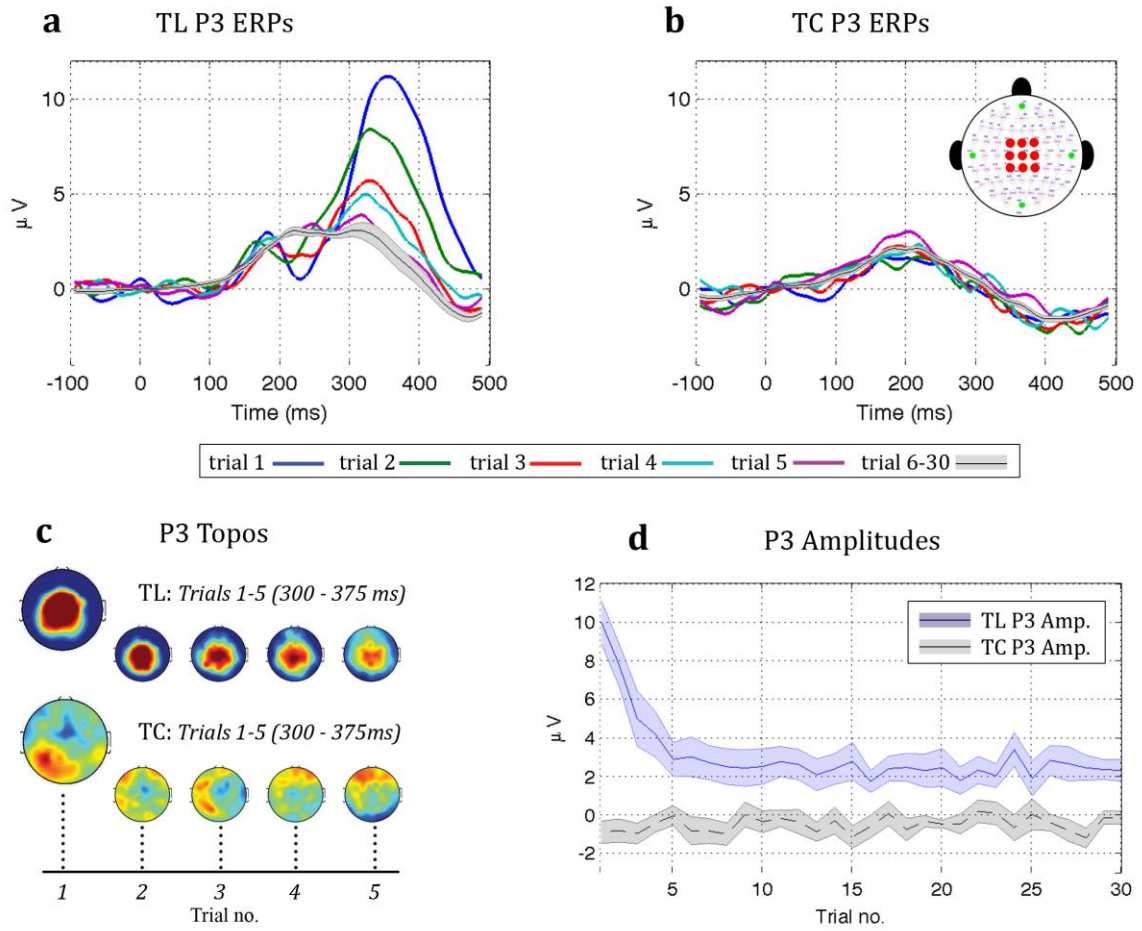 a TL P3 ERPs
10
5
0
μ V
-100 0 100 200 300 400 500
Time (ms)
b TC P3 ERPs
10
5
0
μ V
-100 0 100 200 300 400 500
Time (ms)
trial 1 trial 2 trial 3 trial 4 trial 5 trial 6-30
c P3 Topos
TL: Trials 1-5 (300 - 375 ms)
TC: Trials 1-5 (300 - 375ms)
1 2 3 4 5
Trial no.
d P3 Amplitudes
12
10
8
6
4
2
0
-2
μ V
TL P3 Amp.
TC P3 Amp.
5 10 15 20 25 30
Trial no.